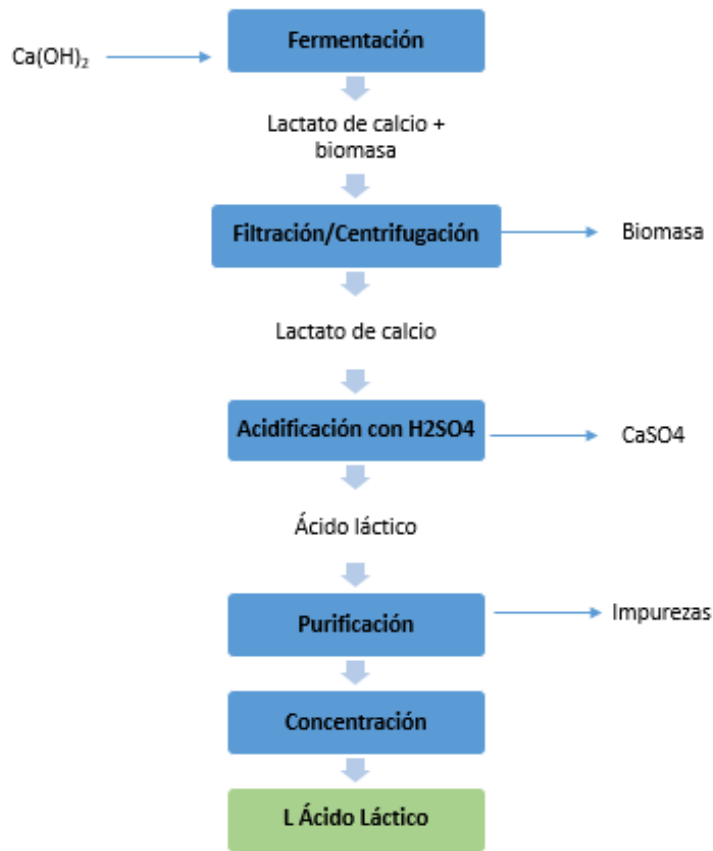 Fermentación
Ca(OH)₂
Lactato de calcio +
biomasa
Filtración/Centrifugación
Biomasa
Lactato de calcio
Acidificación con H2SO4
CaSO4
Ácido láctico
Purificación
Impurezas
Concentración
L Ácido Láctico